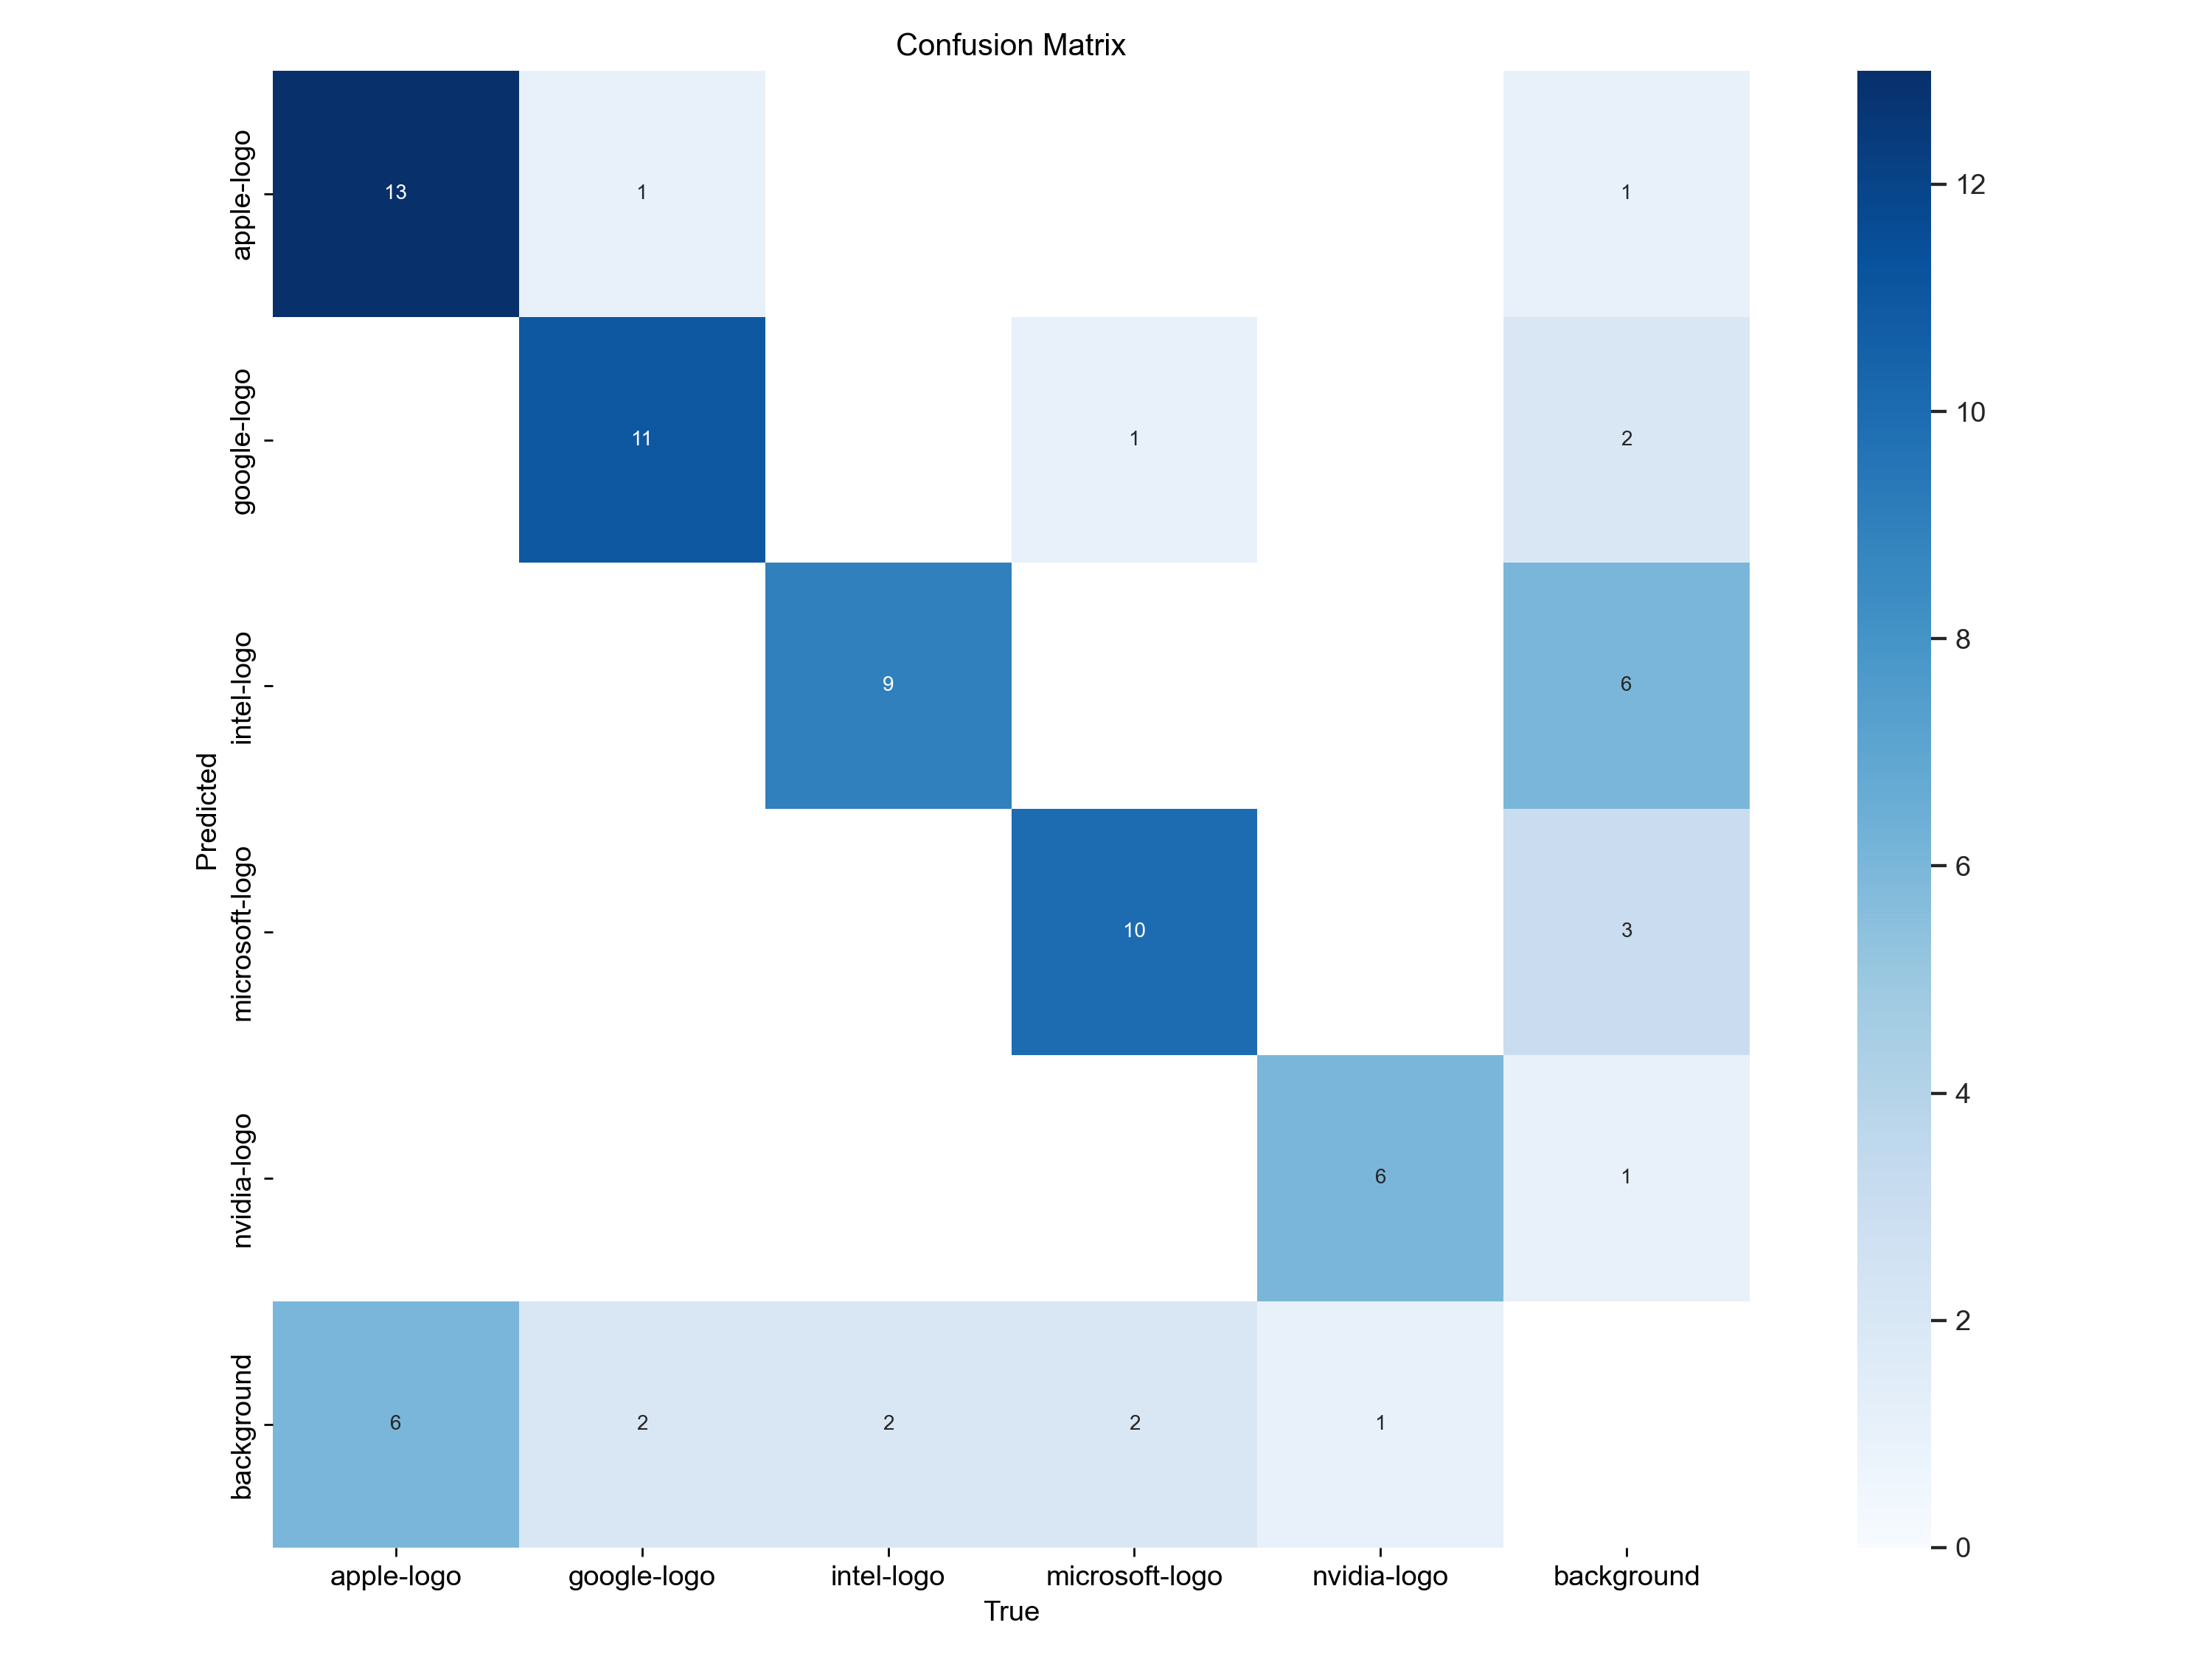 Confusion Matrix
apple-logo
13
1
1
12
google-logo
11
1
2
10
intel-logo
9
6
8
Predicted
microsoft-logo
10
3
6
nvidia-logo
6
1
4
background
6
2
2
2
1
2
0
apple-logo google-logo intel-logo microsoft-logo nvidia-logo background
True